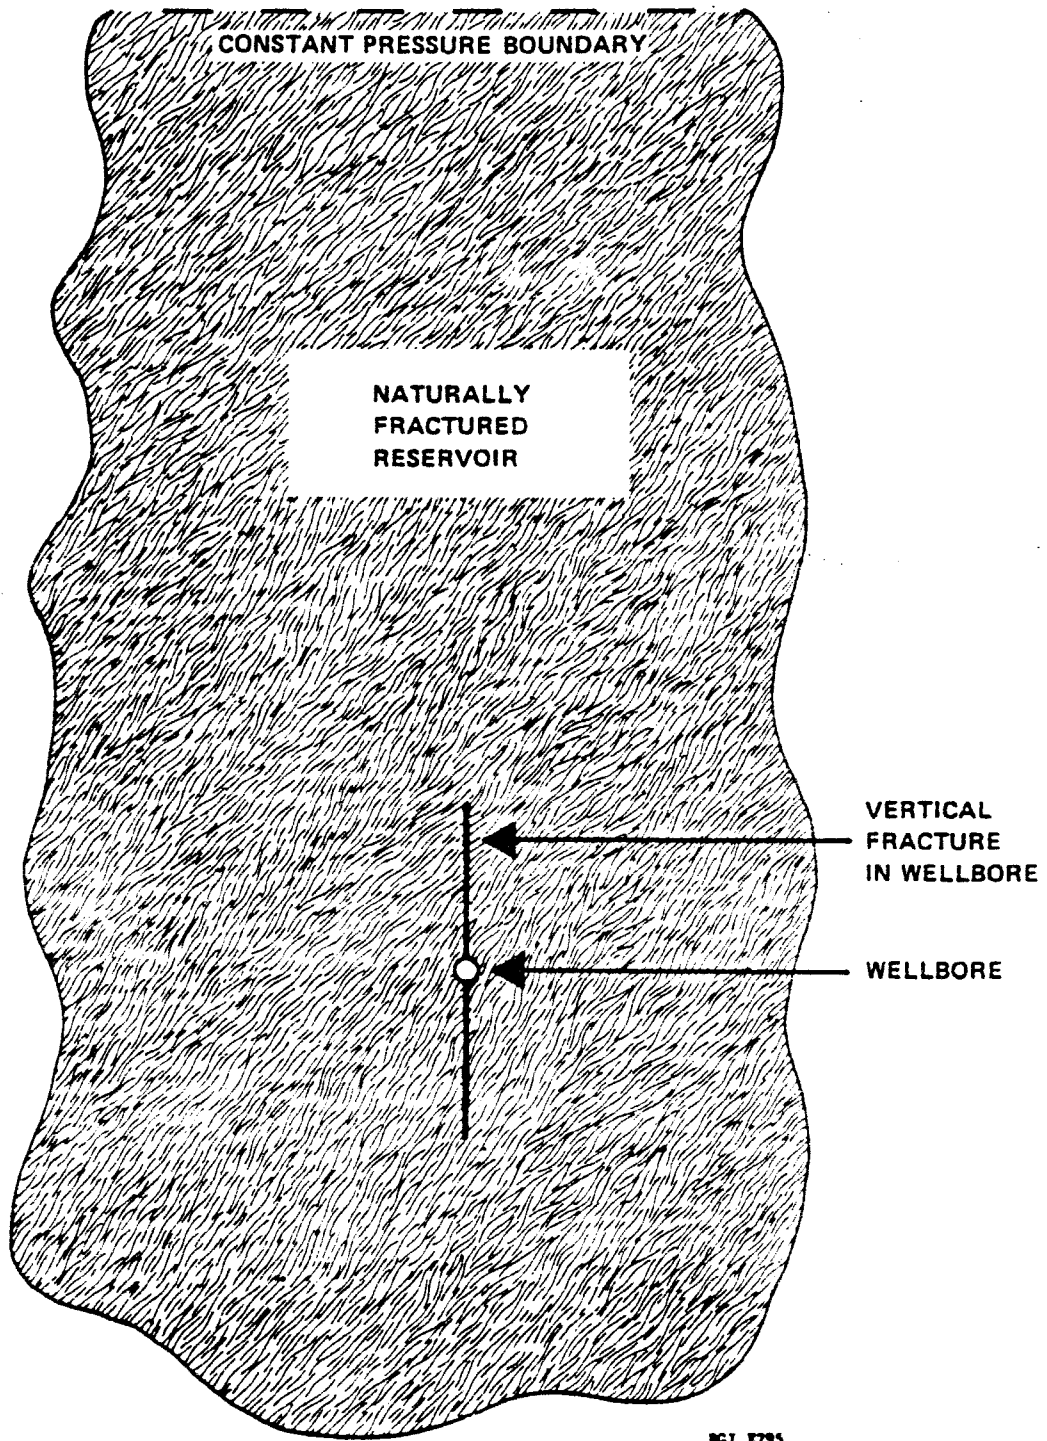 CONSTANT PRESSURE BOUNDARY
NATURALLY
FRACTURED
RESERVOIR
VERTICAL
FRACTURE
IN WELLBORE
WELLBORE